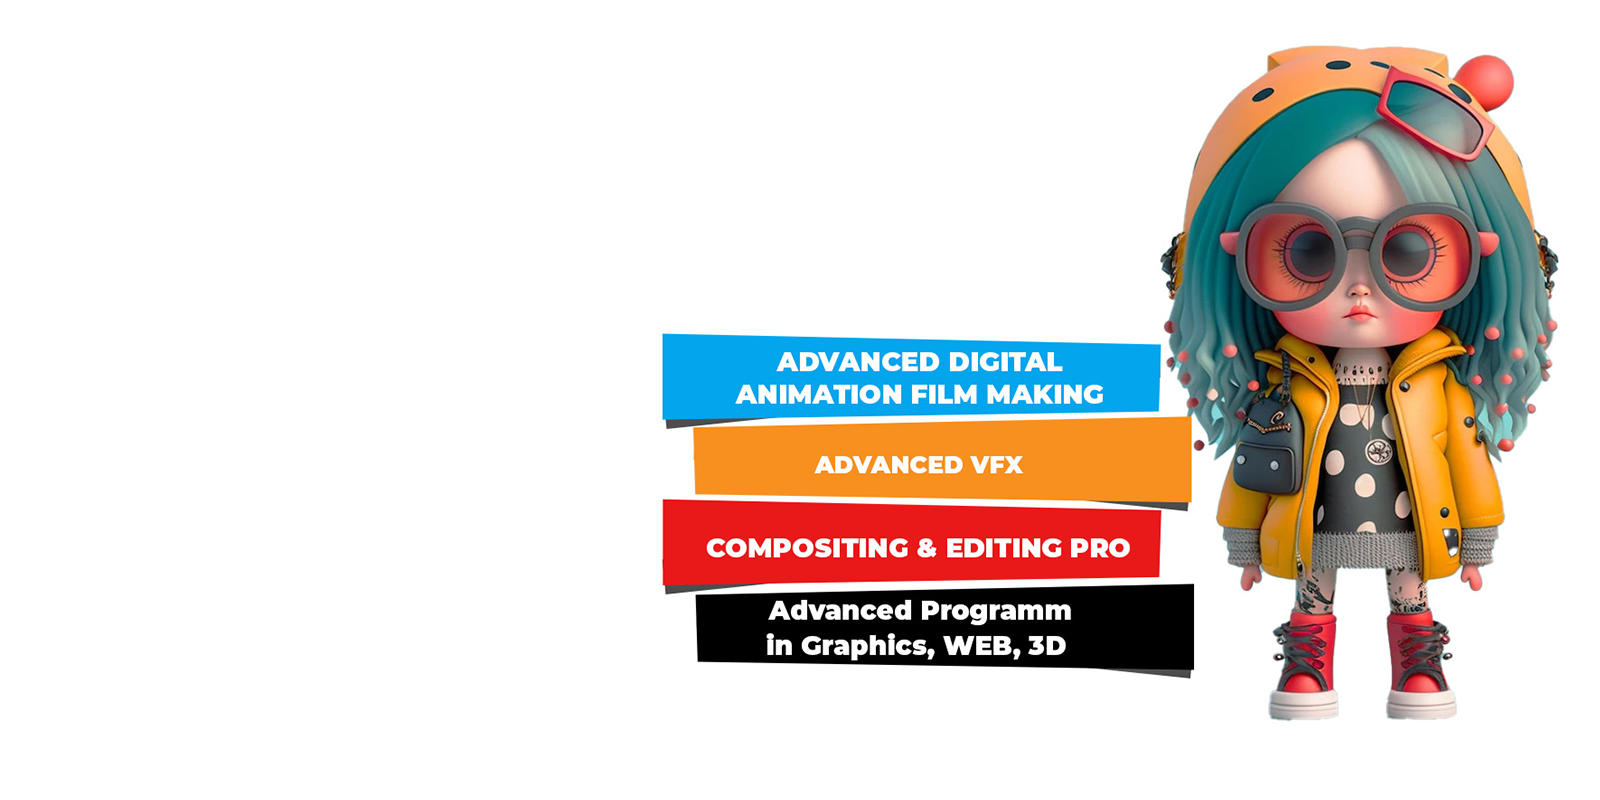 ADVANCED DIGITAL
ANIMATION FILM MAKING
ADVANCED VFX
COMPOSITING & EDITING PRO
Advanced Programm
in Graphics, WEB, 3D